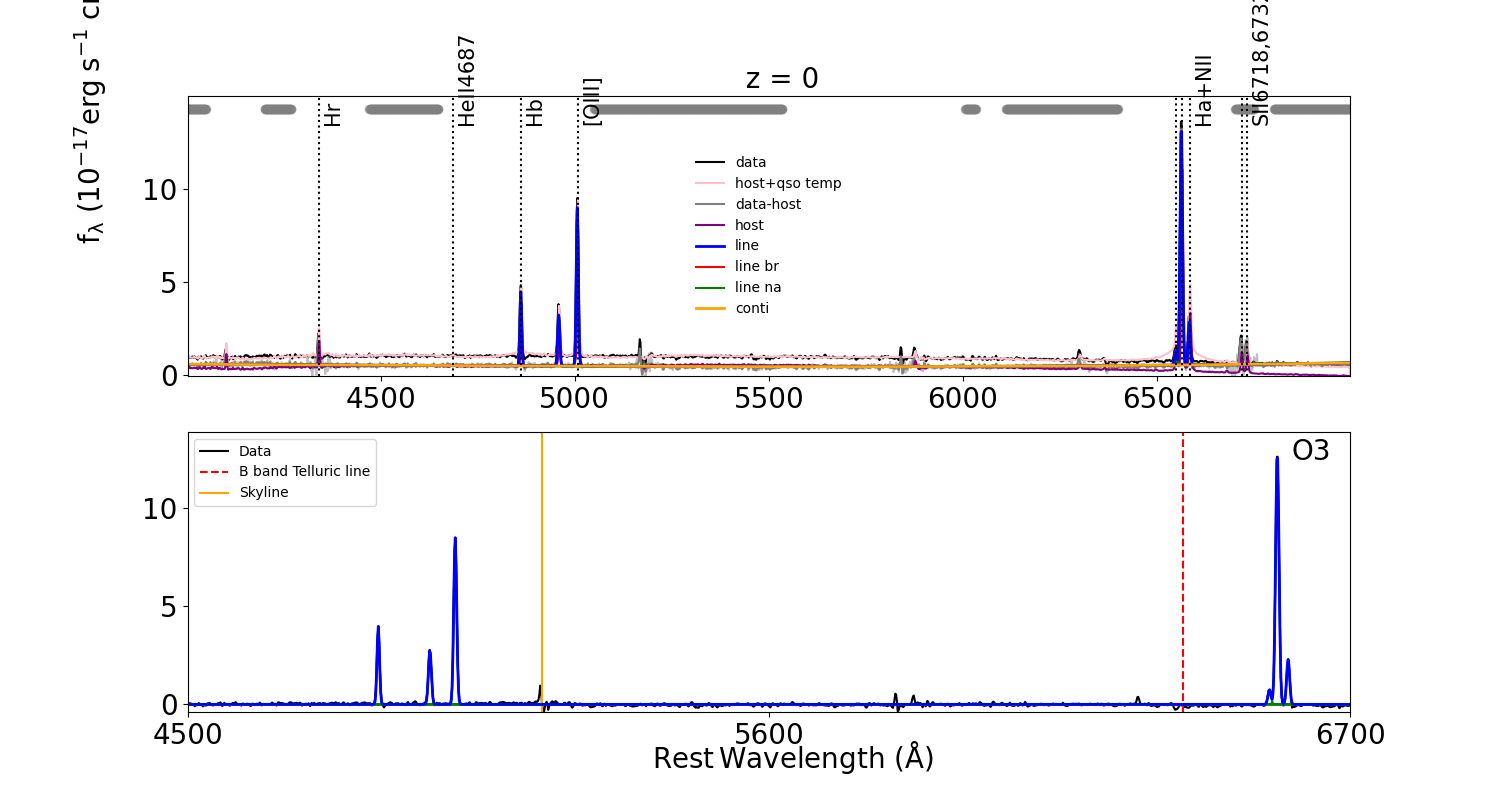 z = 0
f_λ (10^−17 erg s^−1
Hr
HeII4687
Hb
[OIII]
Ha+NII
SII6718,6732
10
5
0
data
host+qso temp
data-host
host
line
line br
line na
conti
4500 5000 5500 6000 6500
O3
Data
B band Telluric line
Skyline
10
5
0
4500 5600 6700
Rest Wavelength (Å)